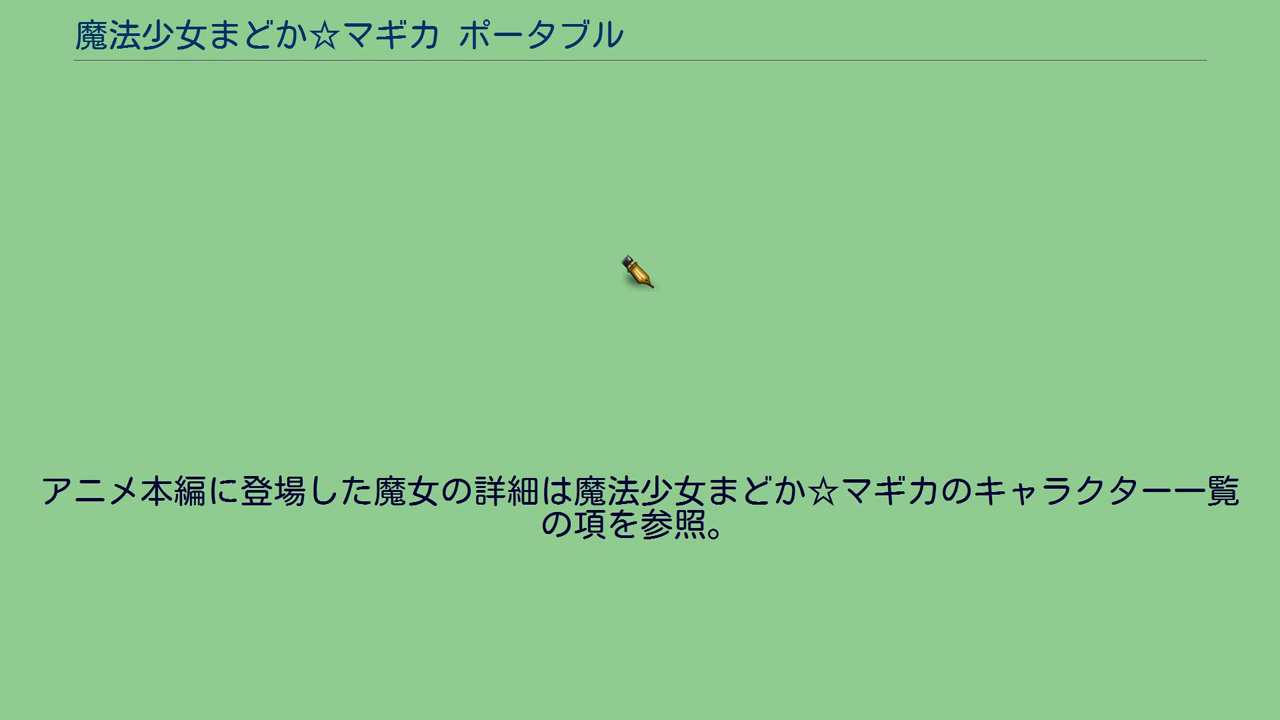 魔法少女まどか☆マギカ ポータブル
アニメ本編に登場した魔女の詳細は魔法少女まどか☆マギカのキャラクター一覧
の項を参照。